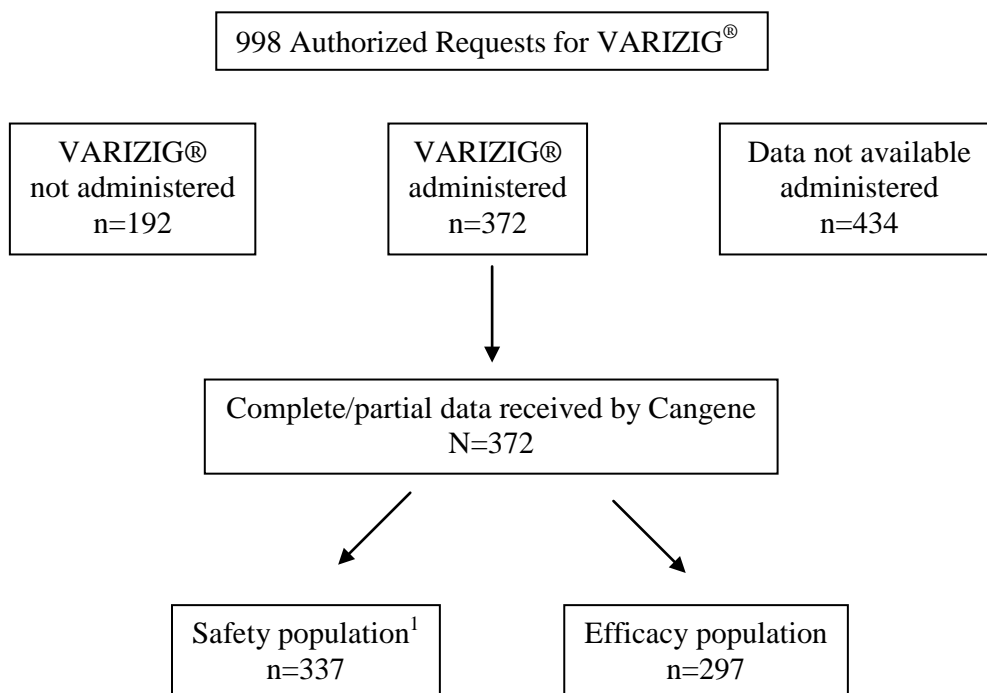 998 Authorized Requests for VARIZIG®
VARIZIG®
not administered
n=192
VARIZIG®
administered
n=372
Data not available
administered
n=434
Complete/partial data received by Cangene
N=372
Safety population¹
n=337
Efficacy population
n=297